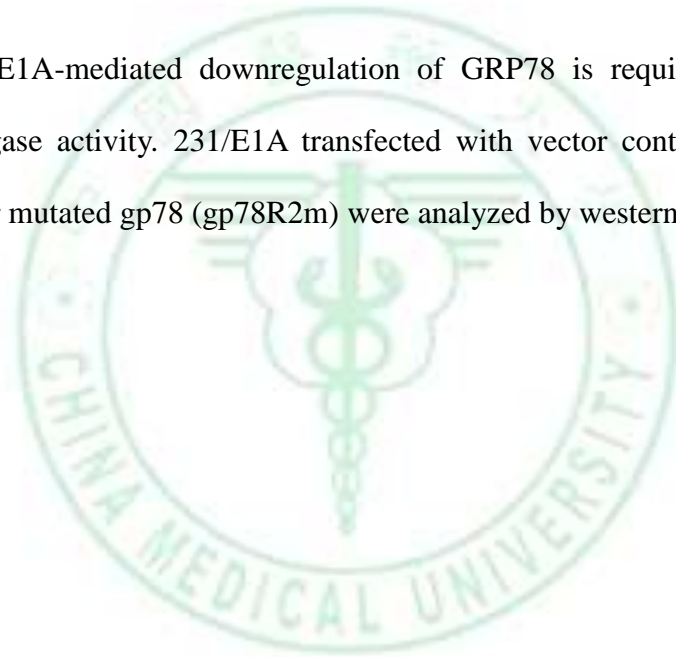 E1A-mediated downregulation of GRP78 is requi
gase activity. 231/E1A transfected with vector cont
r mutated gp78 (gp78R2m) were analyzed by western
CHINA MEDICAL UNIVERSITY